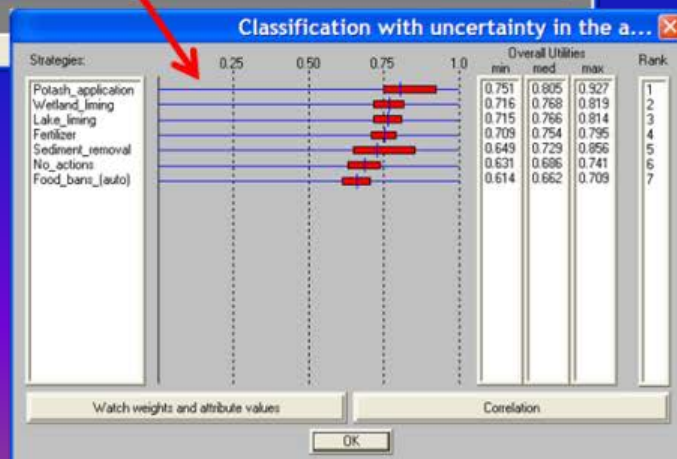 Classification with uncertainty in the a...
Strategies: 0.25 0.50 0.75 1.0 Overall Utilities Rank
min med max
Potash_application 0.751 0.805 0.927 1
Wetland_liming 0.716 0.768 0.819 2
Lake_liming 0.715 0.766 0.814 3
Fertilizer 0.709 0.754 0.795 4
Sediment_removal 0.649 0.729 0.856 5
No_actions 0.631 0.686 0.741 6
Food_bans_(auto) 0.614 0.662 0.709 7
Watch weights and attribute values Correlation
OK